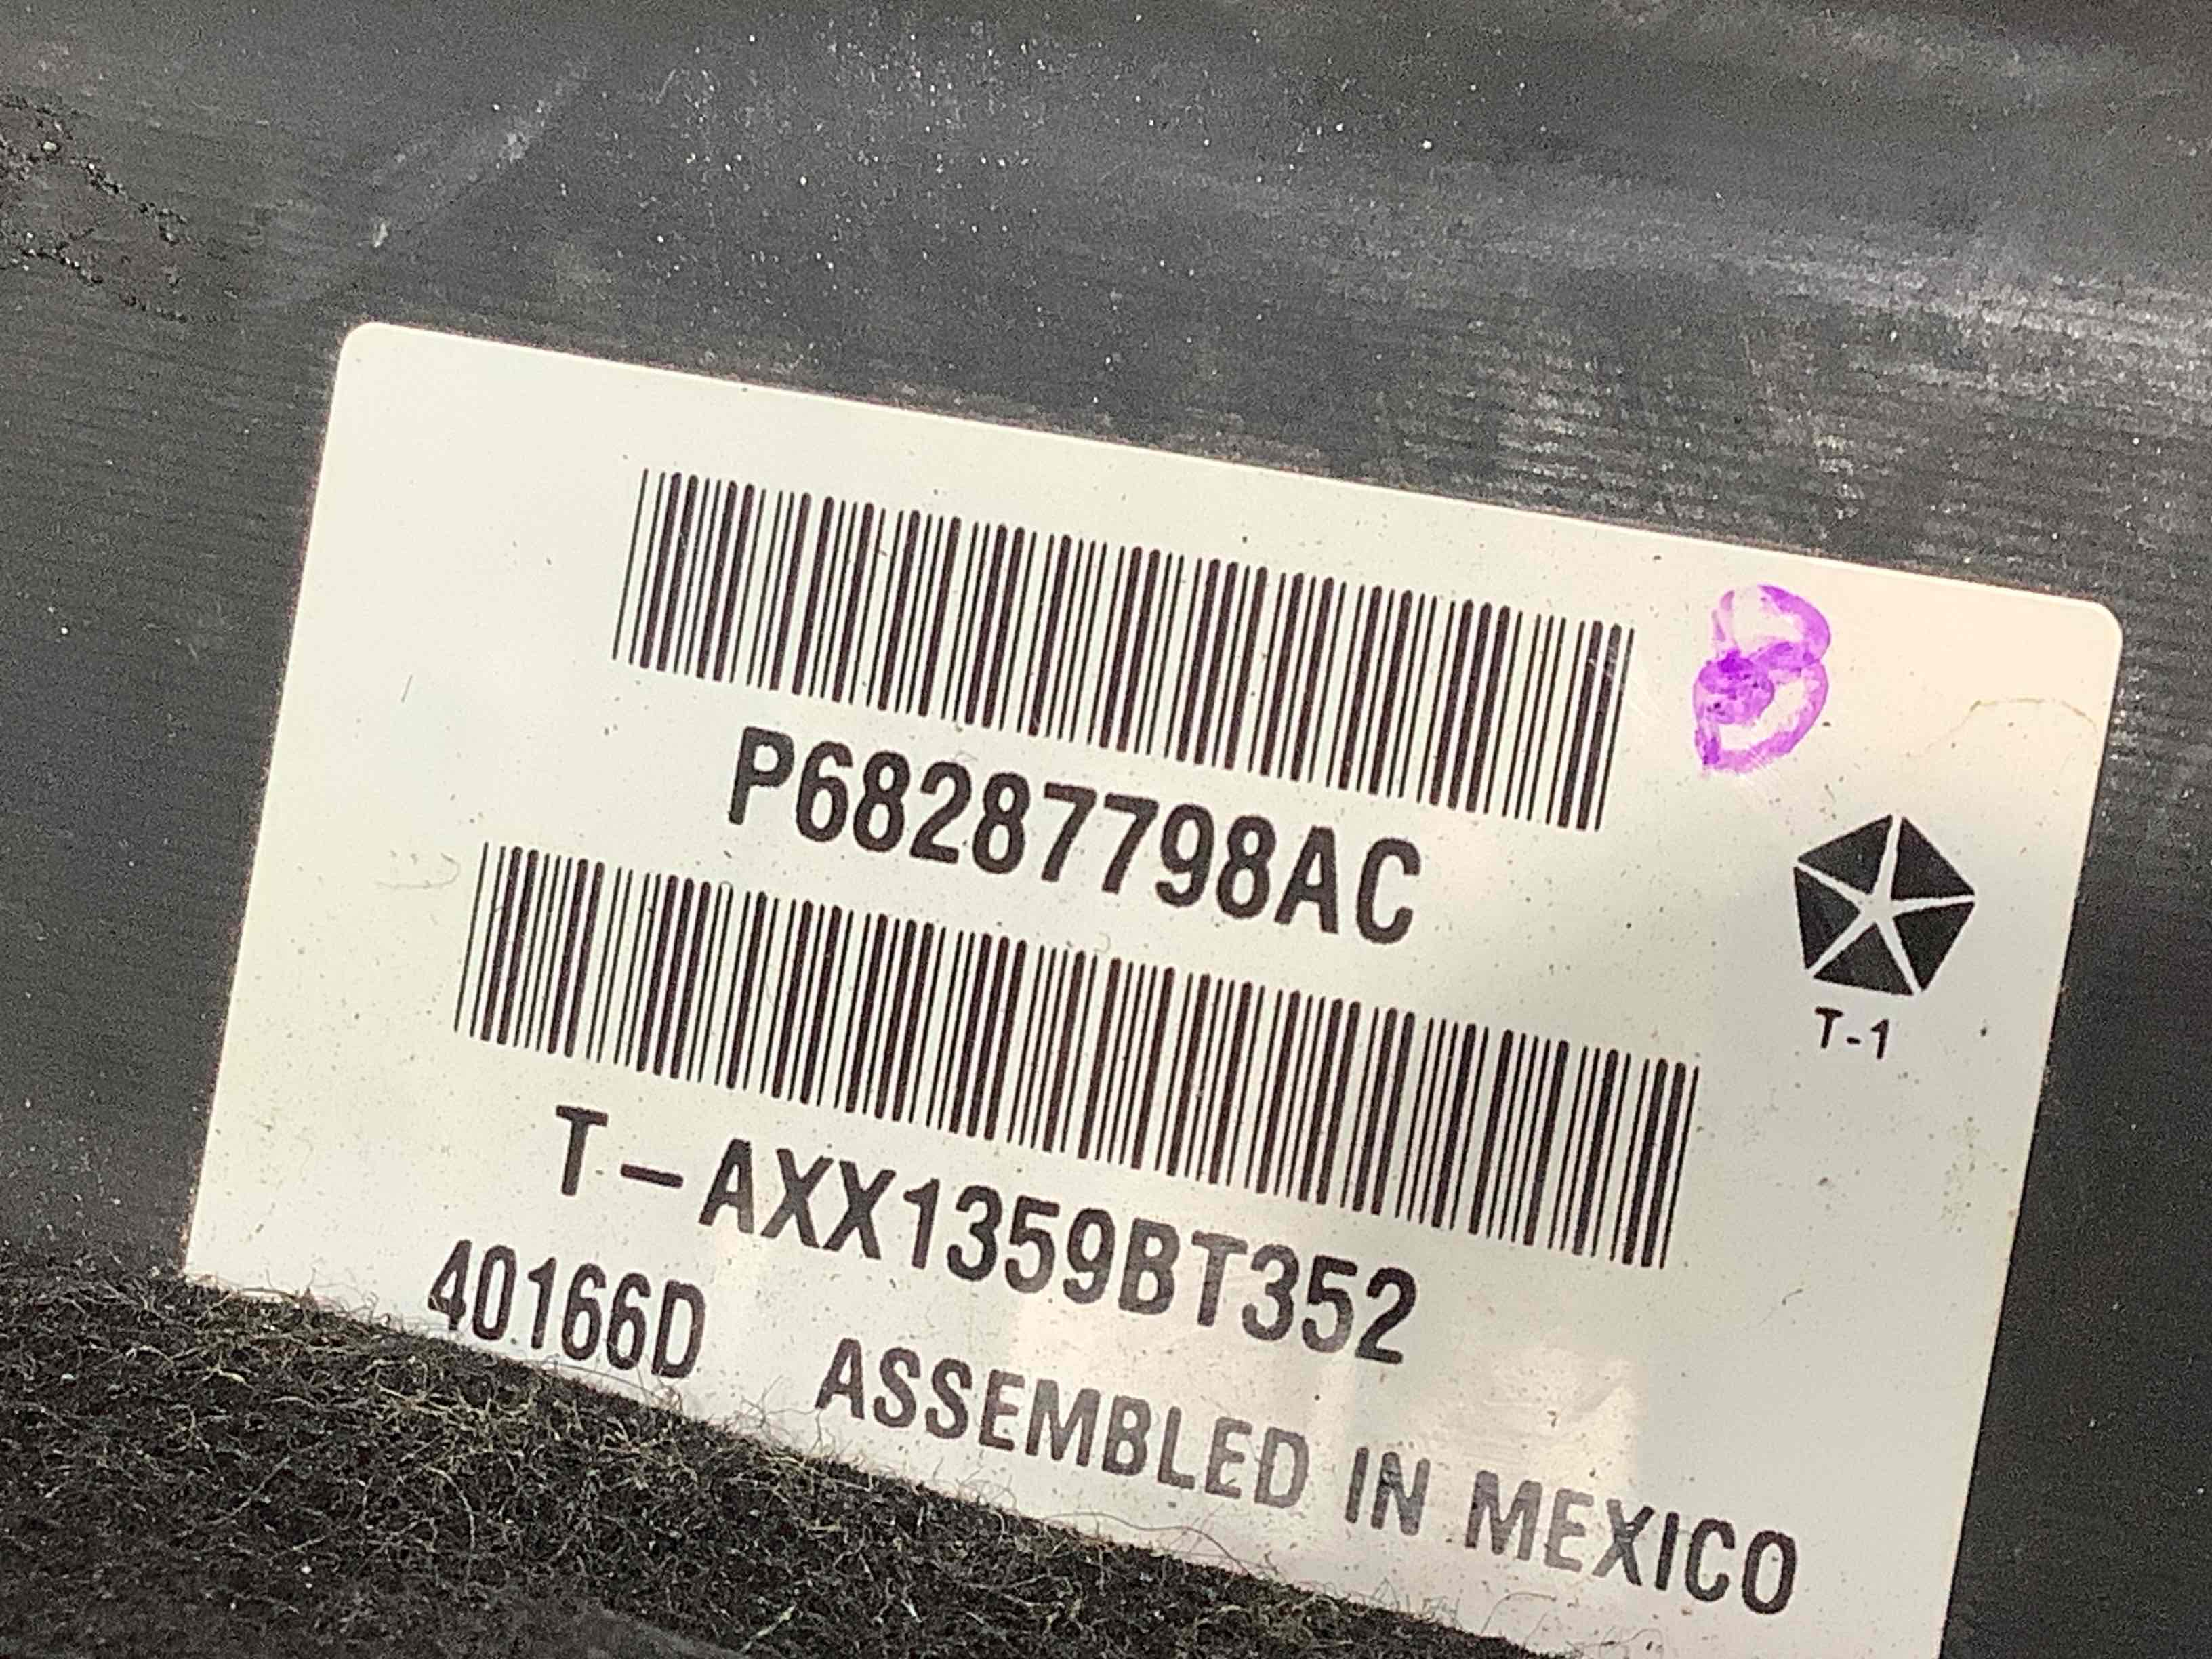 P68287798AC
T-1
T-AXX1359BT352
40166D ASSEMBLED IN MEXICO